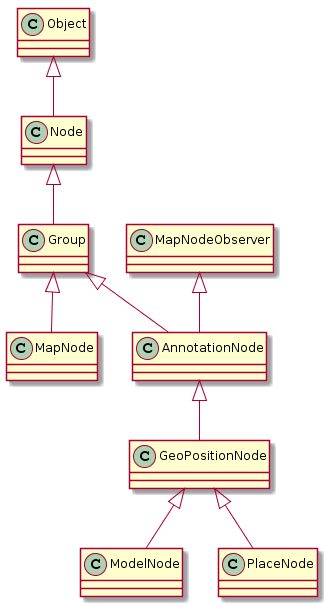 C Object
C Node
C Group
C MapNodeObserver
C MapNode
C AnnotationNode
C GeoPositionNode
C ModelNode
C PlaceNode